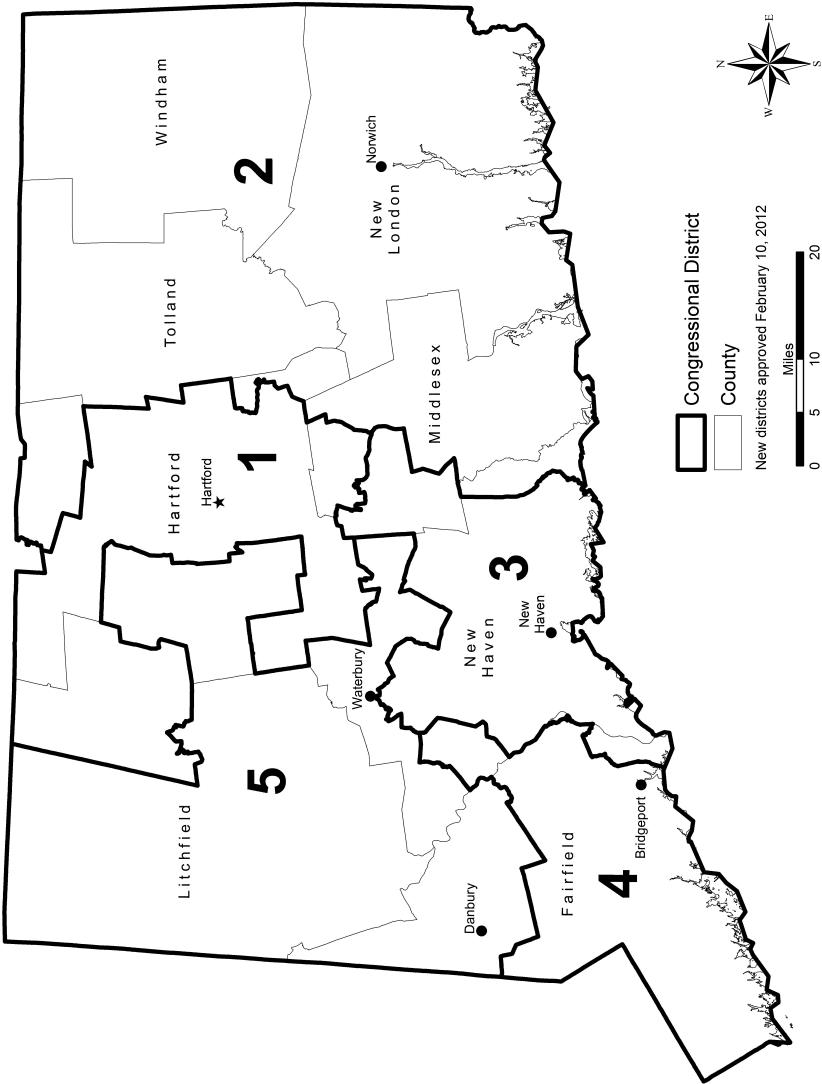 Litchfield
Hartford
Hartford
Tolland
Windham
5
1
2
Waterbury
Danbury
New
Haven
Middlesex
New
London
Norwich
Fairfield
4
Bridgeport
3
New
Haven
Congressional District
County
New districts approved February 10, 2012
0
5
10
20
Miles
N
W
E
S